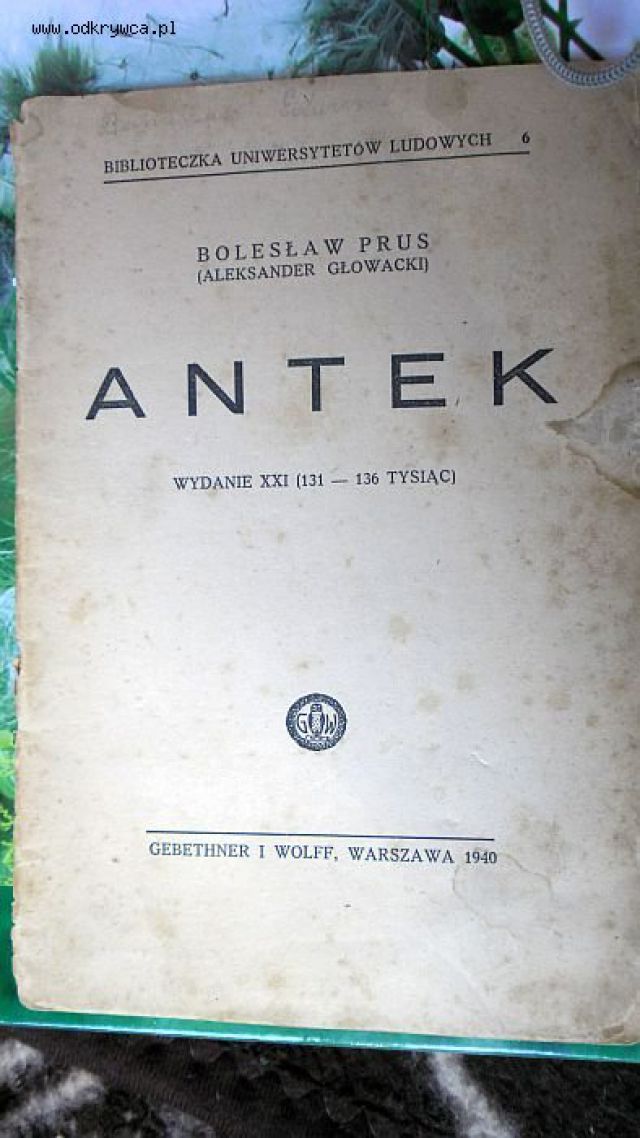 www.odkrywca.pl
BIBLIOTECZKA UNIWERSYTETÓW LUDOWYCH 6
BOLESŁAW PRUS
(ALEKSANDER GŁOWACKI)
ANTEK
WYDANIE XXI (131 — 136 TYSIĄC)
G W
GEBETHNER I WOLFF, WARSZAWA 1940